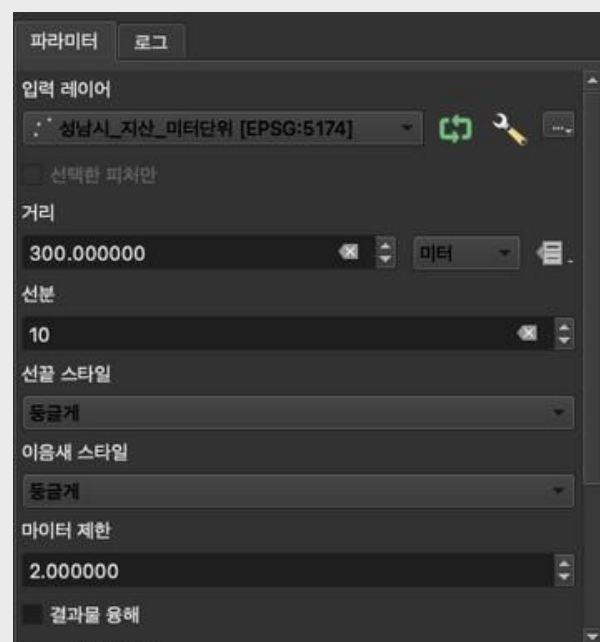 파라미터 로그
입력 레이어
성남시_지산_미터단위 [EPSG:5174]
선택한 피처만
거리
300.000000 미터
선분
10
선끝 스타일
둥글게
이음새 스타일
둥글게
마이터 제한
2.000000
결과물 융해